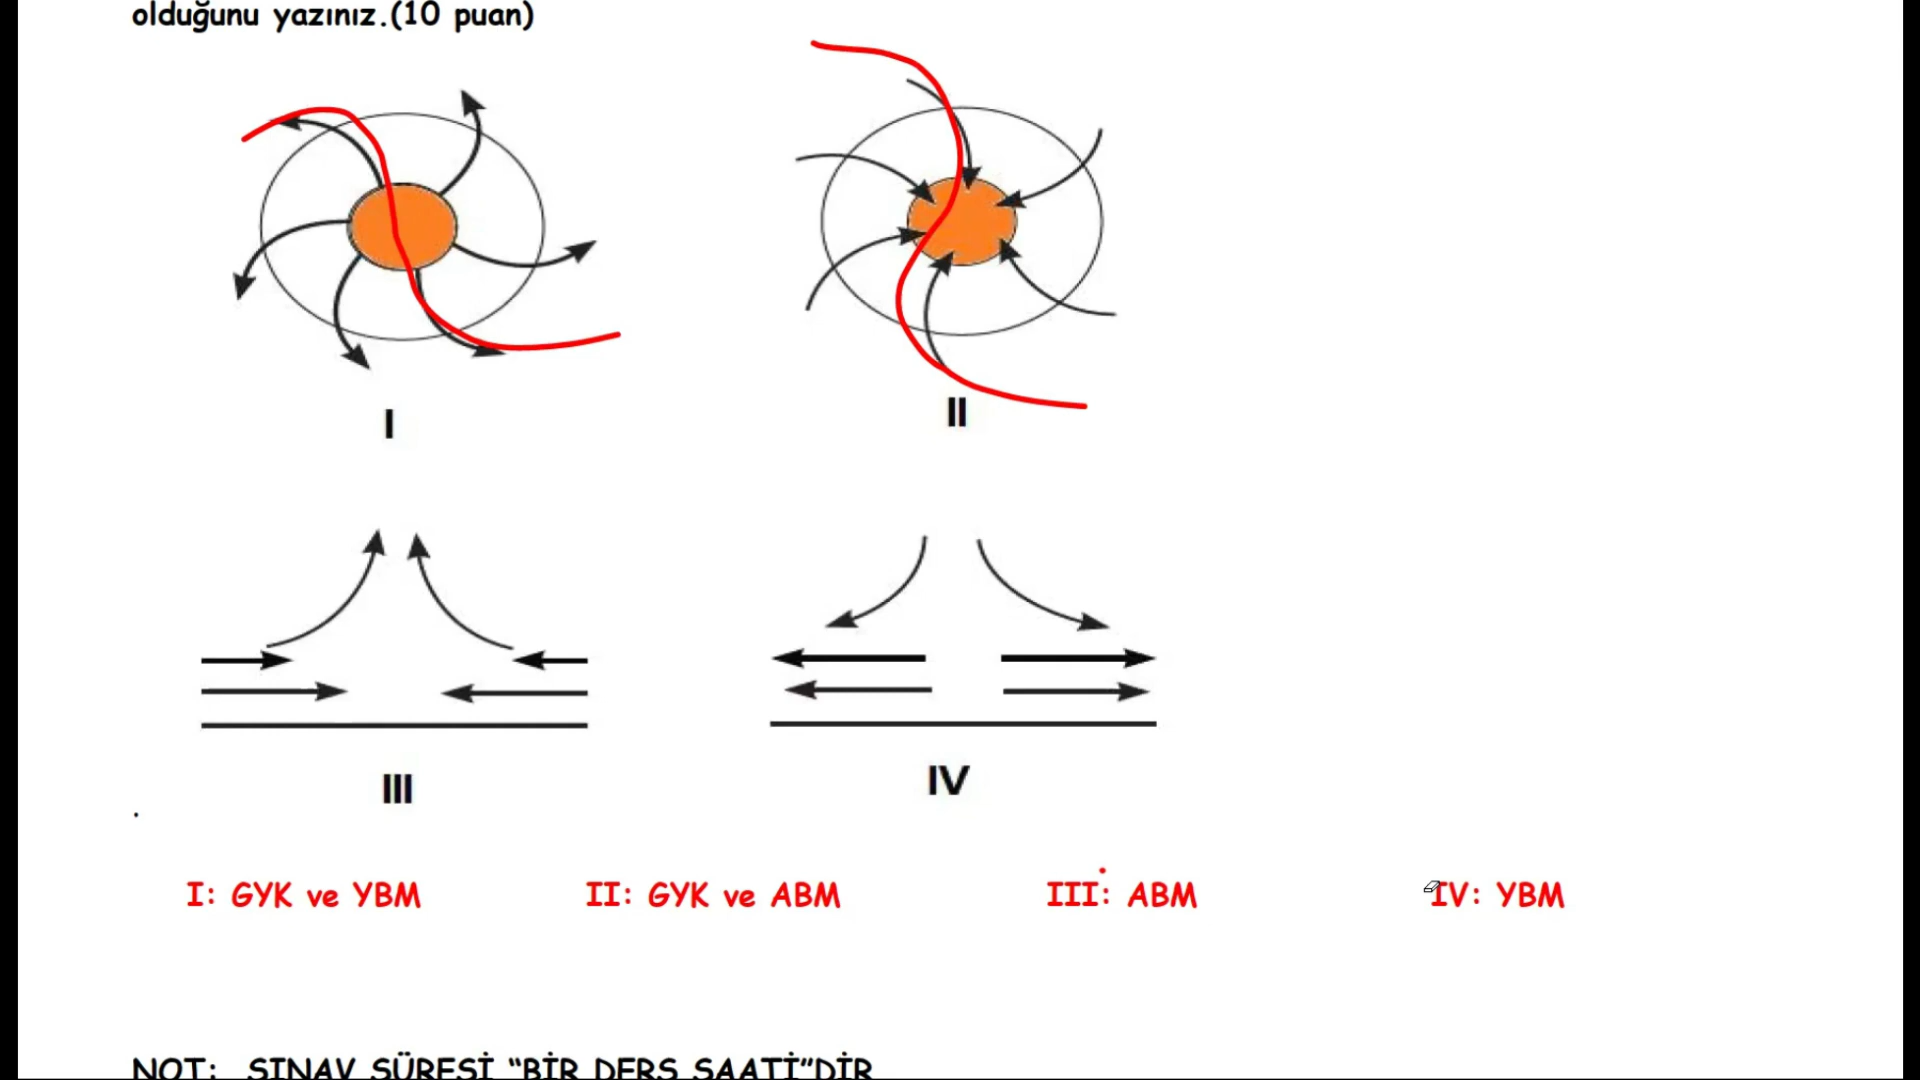 olduğunu yazınız.(10 puan)
I
II
III
IV
.
I: GYK ve YBM II: GYK ve ABM III: ABM IV: YBM
NOT: SINAV SÜRESİ “BİR DERS SAATİ”DİR